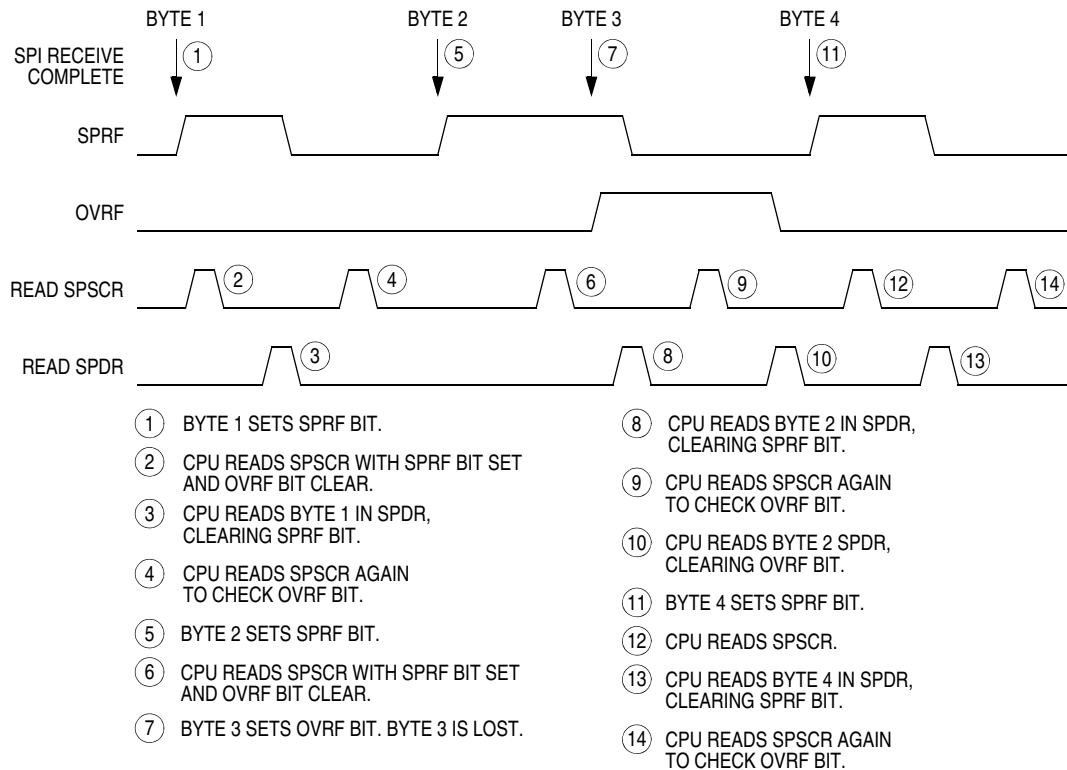 BYTE 1 BYTE 2 BYTE 3 BYTE 4
SPI RECEIVE
COMPLETE
1 5 7 11
SPRF
OVRF
READ SPSCR 2 4 6 9 12 14
READ SPDR 3 8 10 13
1 BYTE 1 SETS SPRF BIT.
2 CPU READS SPSCR WITH SPRF BIT SET
AND OVRF BIT CLEAR.
3 CPU READS BYTE 1 IN SPDR,
CLEARING SPRF BIT.
4 CPU READS SPSCR AGAIN
TO CHECK OVRF BIT.
5 BYTE 2 SETS SPRF BIT.
6 CPU READS SPSCR WITH SPRF BIT SET
AND OVRF BIT CLEAR.
7 BYTE 3 SETS OVRF BIT. BYTE 3 IS LOST.
8 CPU READS BYTE 2 IN SPDR,
CLEARING SPRF BIT.
9 CPU READS SPSCR AGAIN
TO CHECK OVRF BIT.
10 CPU READS BYTE 2 SPDR,
CLEARING OVRF BIT.
11 BYTE 4 SETS SPRF BIT.
12 CPU READS SPSCR.
13 CPU READS BYTE 4 IN SPDR,
CLEARING SPRF BIT.
14 CPU READS SPSCR AGAIN
TO CHECK OVRF BIT.